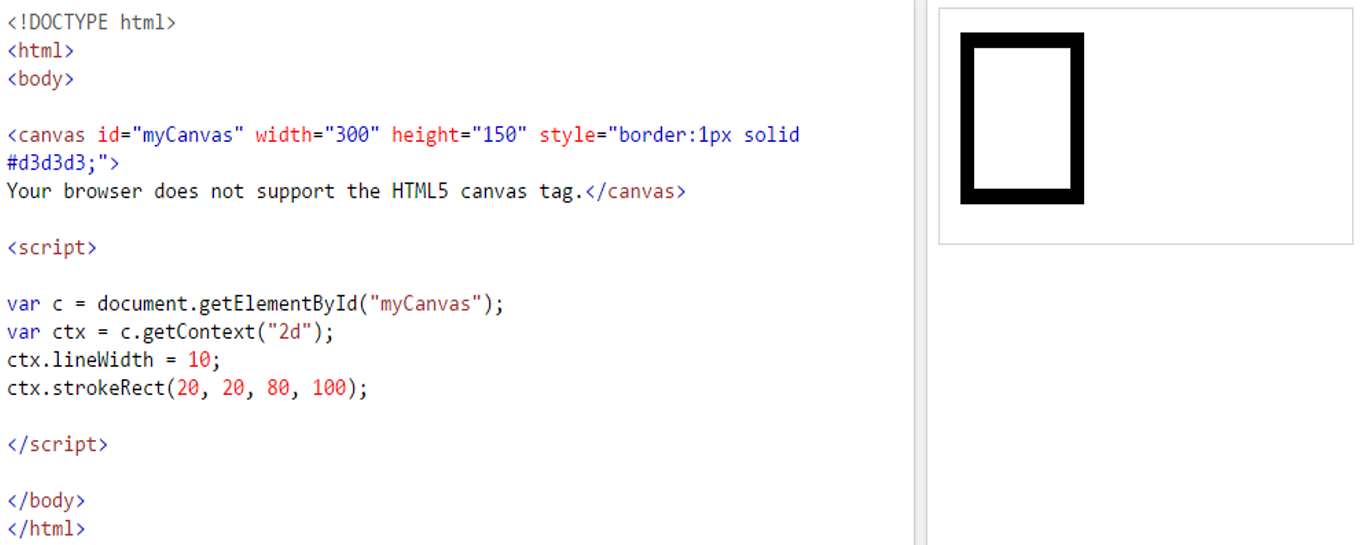 <!DOCTYPE html>
<html>
<body>
<canvas id="myCanvas" width="300" height="150" style="border:1px solid
#d3d3d3;">
Your browser does not support the HTML5 canvas tag.</canvas>
<script>
var c = document.getElementById("myCanvas");
var ctx = c.getContext("2d");
ctx.lineWidth = 10;
ctx.strokeRect(20, 20, 80, 100);
</script>
</body>
</html>